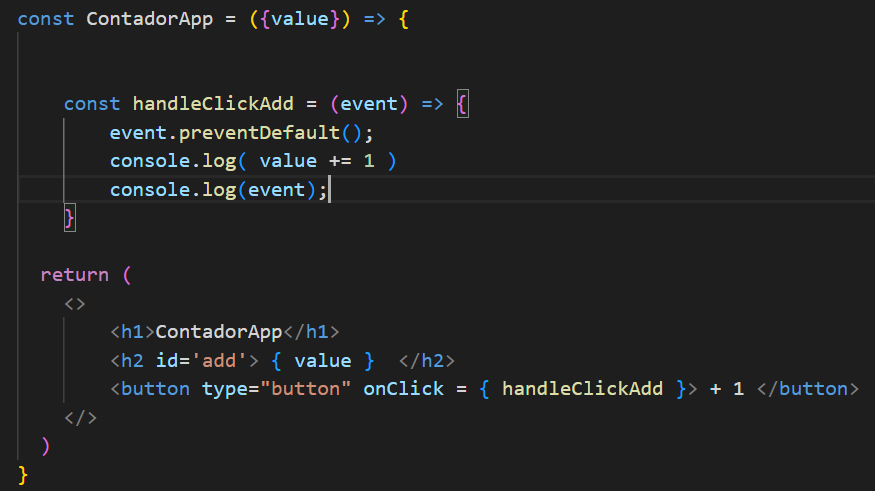 const ContadorApp = ({value}) => {
const handleClickAdd = (event) => {
event.preventDefault();
console.log( value += 1 )
console.log(event);
}
return (
<>
<h1>ContadorApp</h1>
<h2 id='add'> { value }  </h2>
<button type="button" onClick = { handleClickAdd }> + 1 </button>
</>
)
}